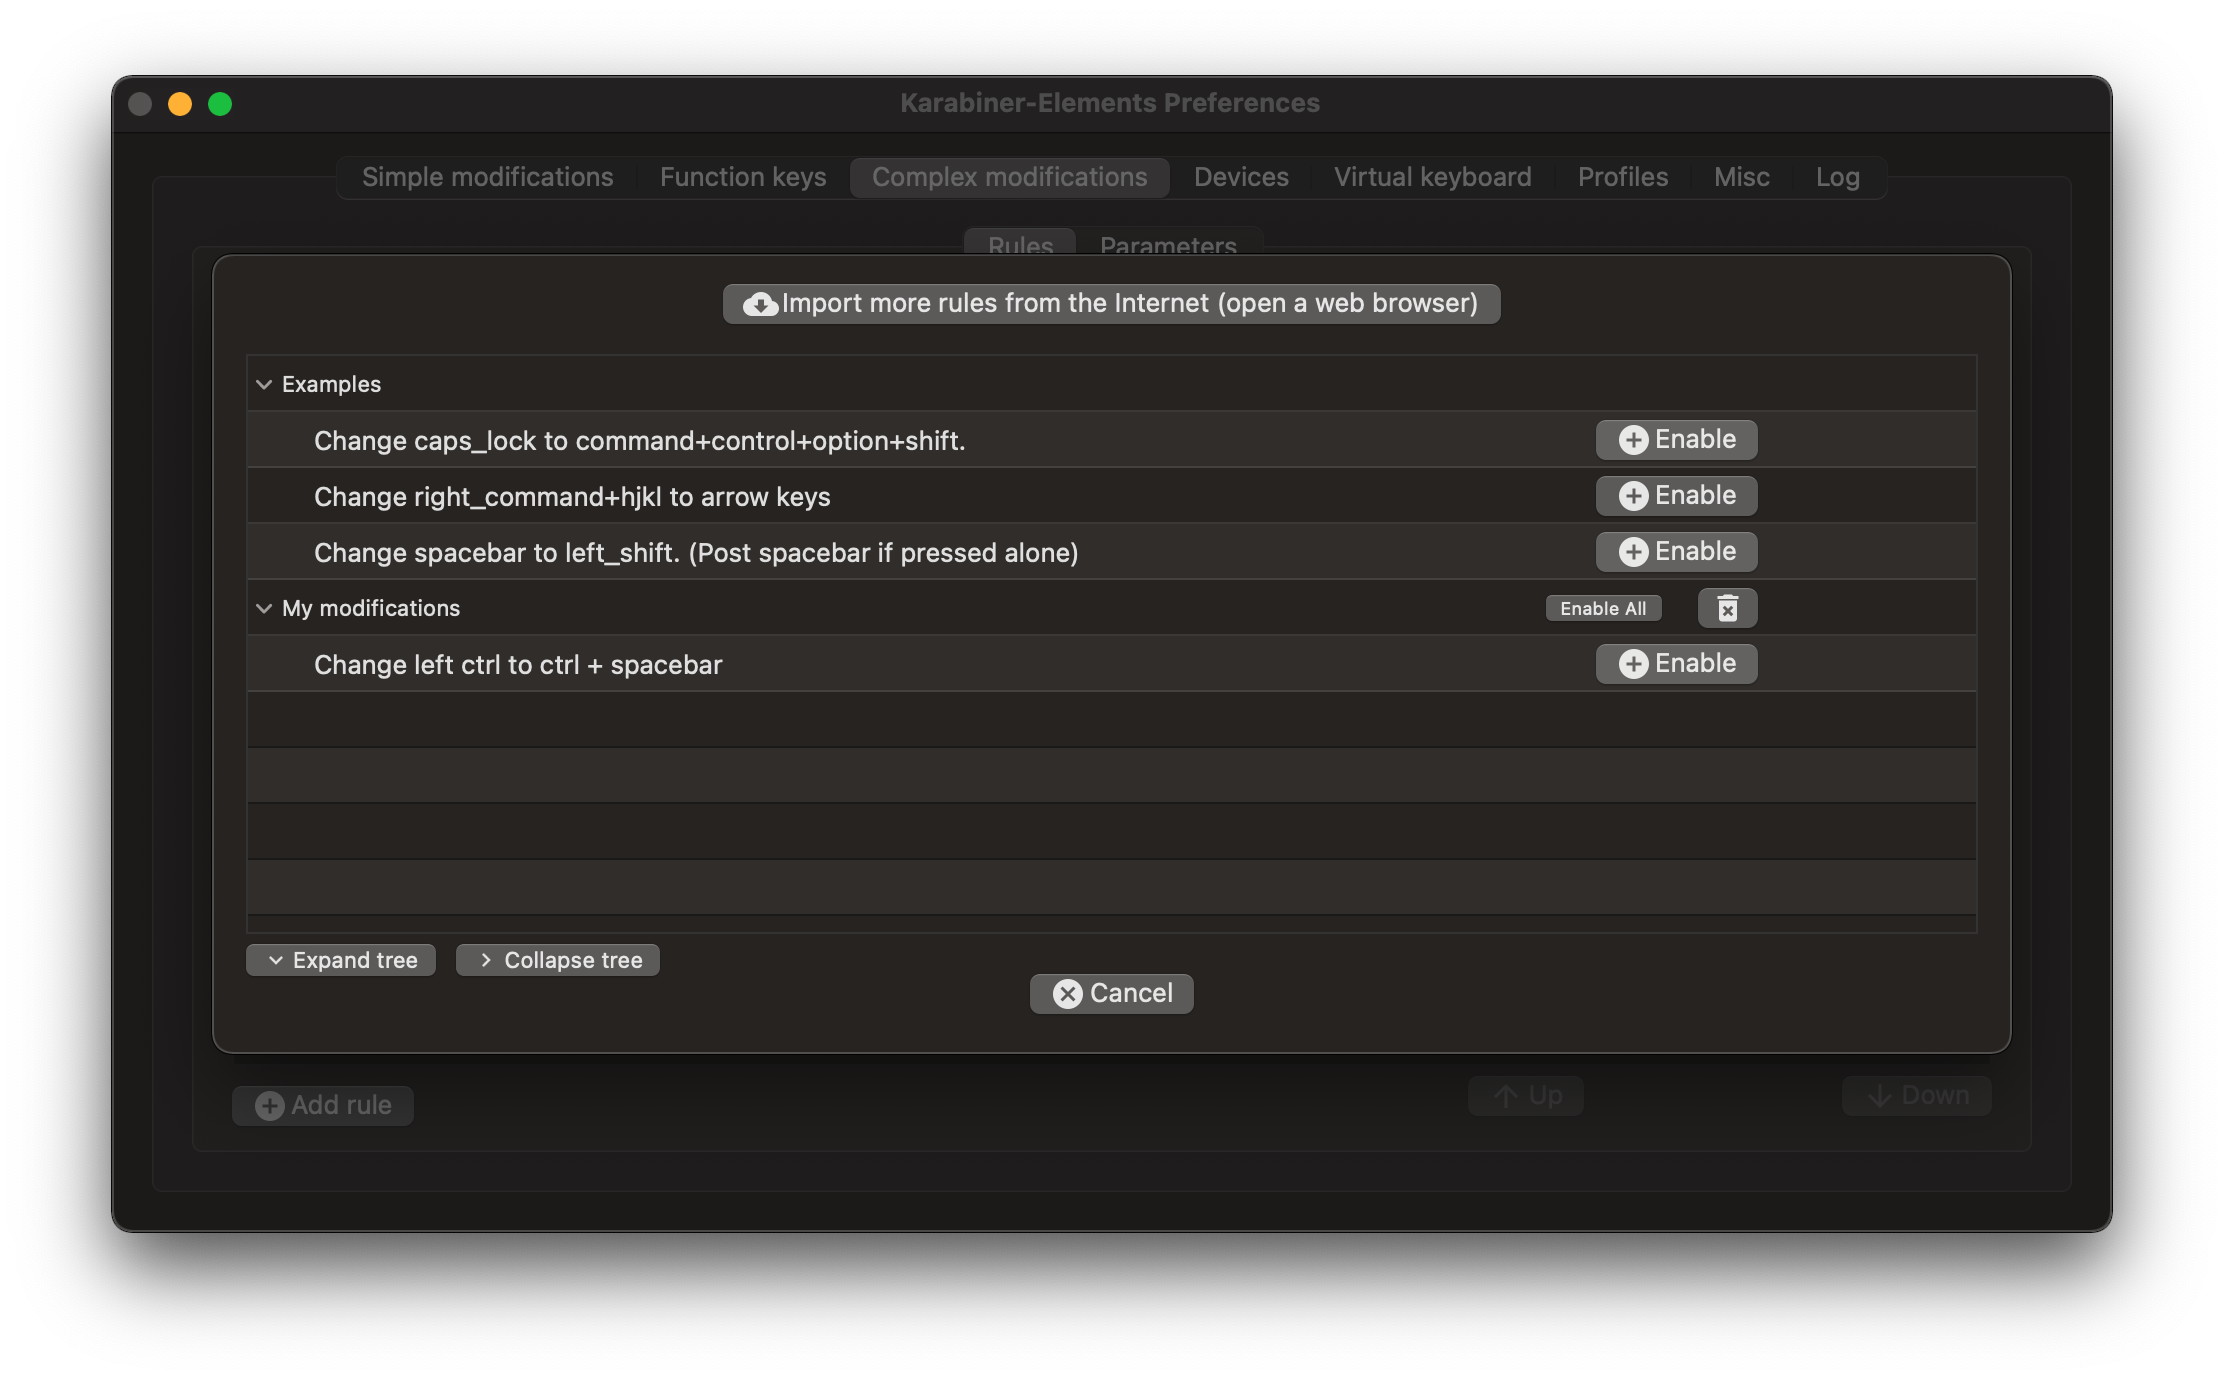 Karabiner-Elements Preferences
Simple modifications Function keys Complex modifications Devices Virtual keyboard Profiles Misc Log
Rules Parameters
Import more rules from the Internet (open a web browser)
Examples
Change caps_lock to command+control+option+shift. Enable
Change right_command+hjkl to arrow keys Enable
Change spacebar to left_shift. (Post spacebar if pressed alone) Enable
My modifications Enable All
Change left ctrl to ctrl + spacebar Enable
Expand tree Collapse tree
Cancel
Add rule Up Down